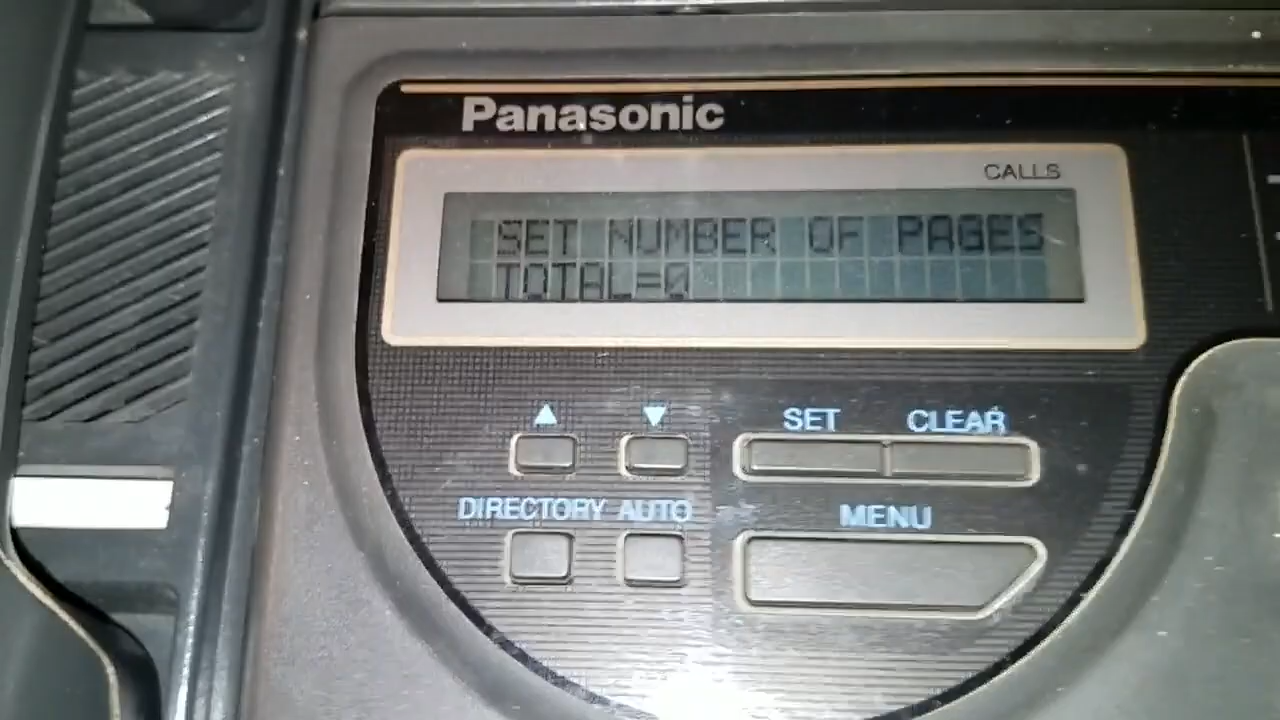 Panasonic
CALLS
SET NUMBER OF PAGES
TOTAL=0
▲ ▼ SET CLEAR
DIRECTORY AUTO MENU